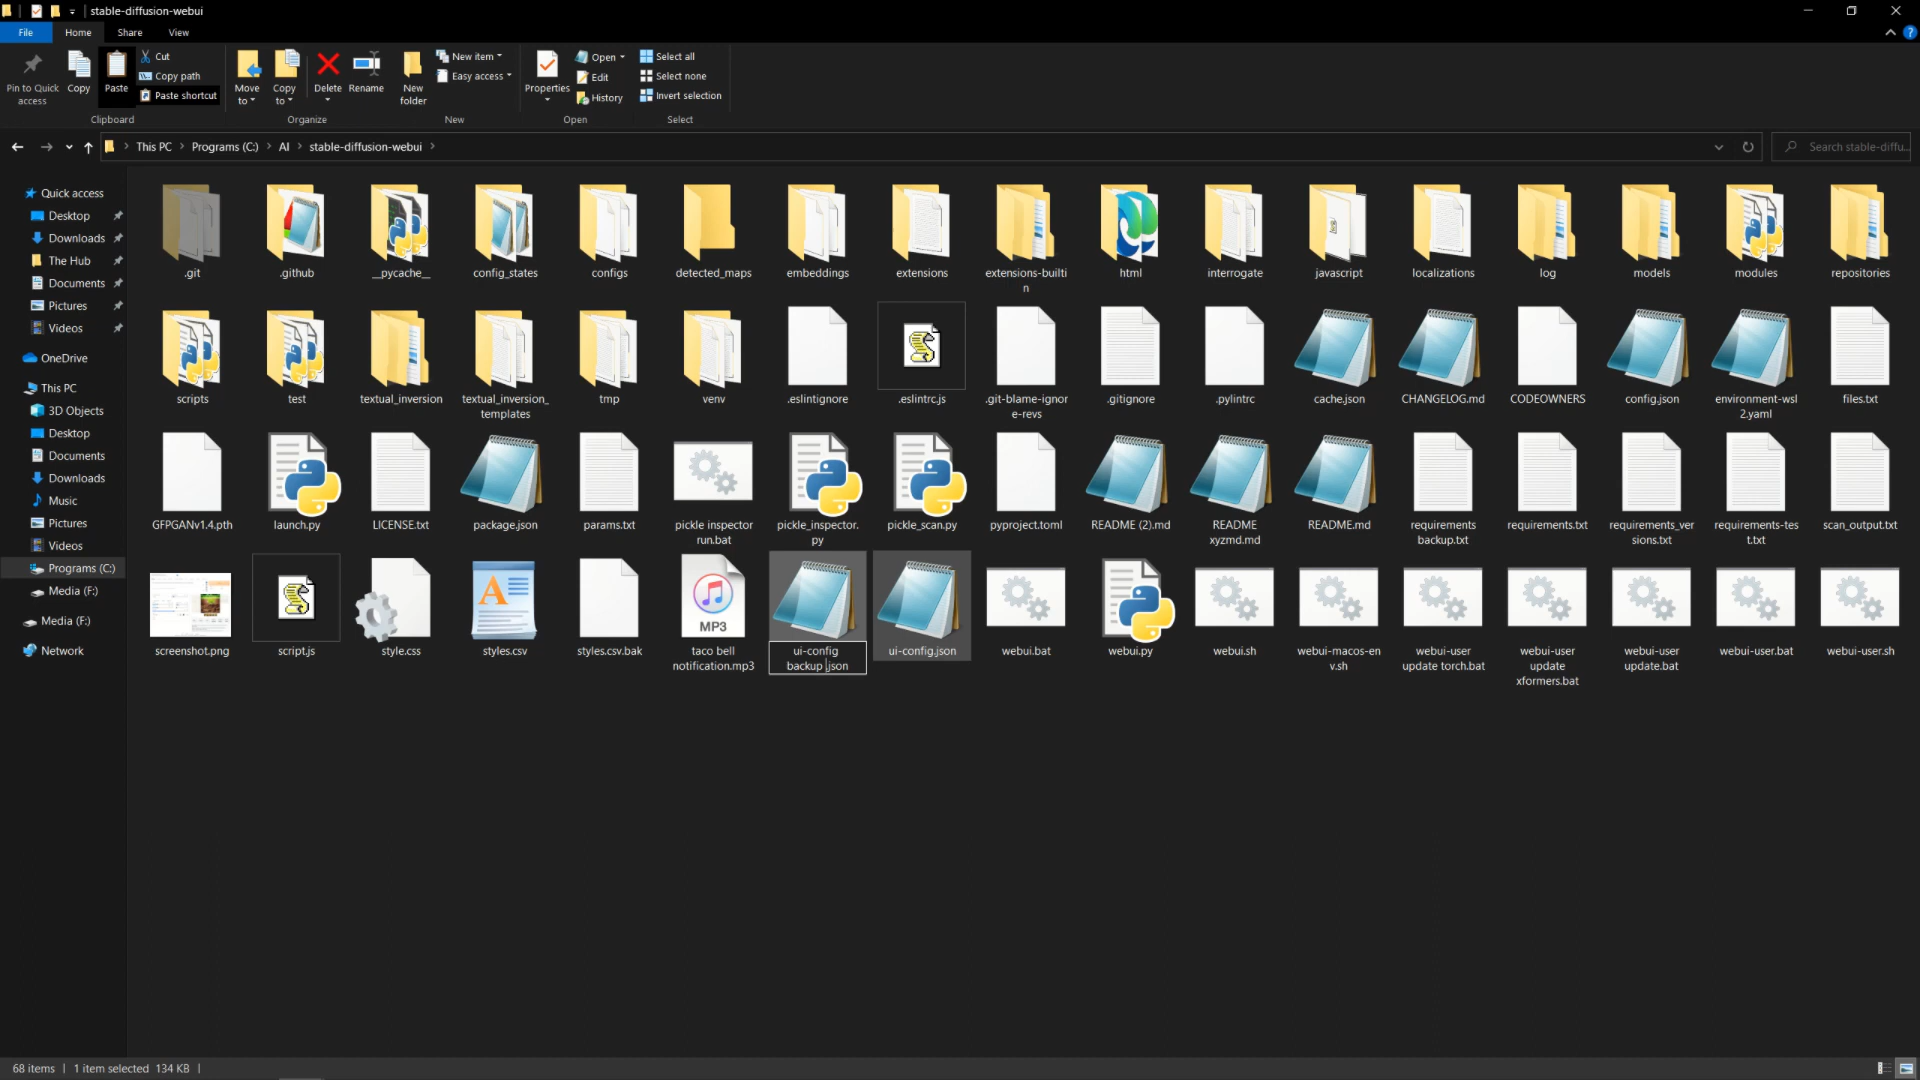 stable-diffusion-webui
File
Home
Share
View
Pin to Quick
access
Copy
Paste
Cut
Copy path
Paste shortcut
Move
to
Copy
to
Delete
Rename
New
folder
New item
Easy access
Properties
Open
Edit
History
Select all
Select none
Invert selection
Clipboard
Organize
New
Open
Select
This PC
Programs (C:)
AI
stable-diffusion-webui
Search stable-diffu...
Quick access
Desktop
Downloads
The Hub
Documents
Pictures
Videos
OneDrive
This PC
3D Objects
Desktop
Documents
Downloads
Music
Pictures
Videos
Programs (C:)
Media (F:)
Media (F:)
Network
.git
.github
__pycache__
config_states
configs
detected_maps
embeddings
extensions
extensions-builti
n
html
interrogate
javascript
localizations
log
models
modules
repositories
scripts
test
textual_inversion
textual_inversion_
templates
tmp
venv
.eslintignore
.eslintrc.js
.git-blame-ignor
e-revs
.gitignore
.pylintrc
cache.json
CHANGELOG.md
CODEOWNERS
config.json
environment-wsl
2.yaml
files.txt
GFPGANv1.4.pth
launch.py
LICENSE.txt
package.json
params.txt
pickle inspector
run.bat
pickle_inspector.
py
pickle_scan.py
pyproject.toml
README (2).md
README
xyzmd.md
README.md
requirements
backup.txt
requirements.txt
requirements_ver
sions.txt
requirements-tes
t.txt
scan_output.txt
screenshot.png
script.js
style.css
A
styles.csv
styles.csv.bak
MP3
taco bell
notification.mp3
ui-config
backup .json
ui-config.json
webui.bat
webui.py
webui.sh
webui-macos-en
v.sh
webui-user
update torch.bat
webui-user
update
xformers.bat
webui-user
update.bat
webui-user.bat
webui-user.sh
68 items
1 item selected 134 KB